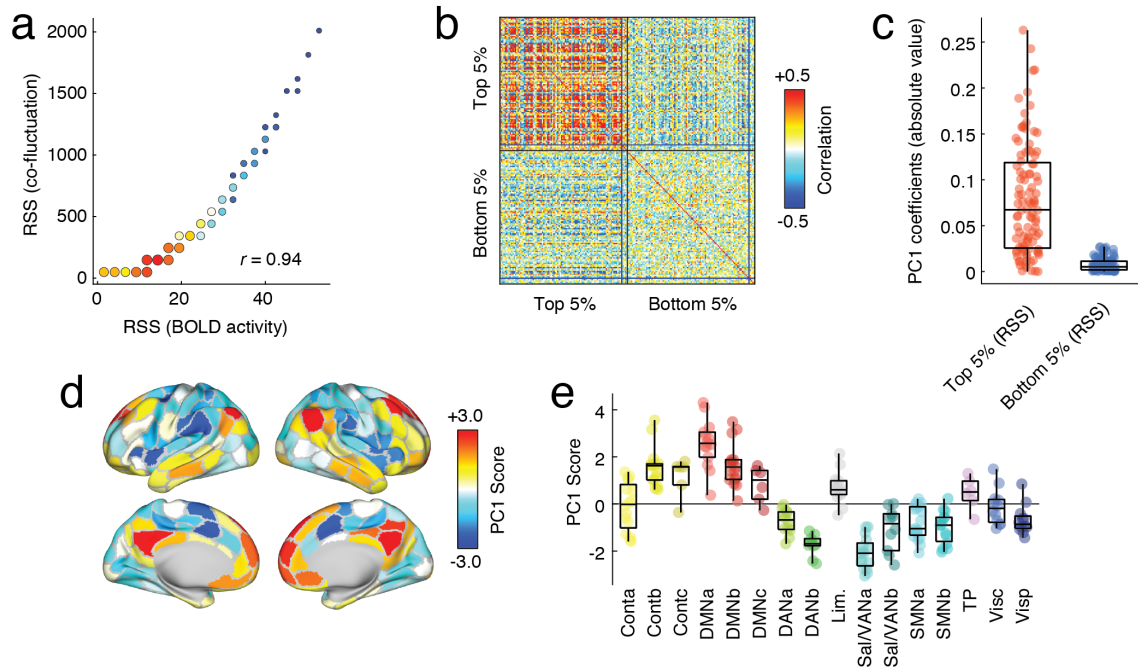 a
2000
1500
1000
500
0
RSS (co-fluctuation)
r = 0.94
0
20
40
RSS (BOLD activity)
b
Top 5%
Bottom 5%
Top 5%
Bottom 5%
+0.5
Correlation
-0.5
c
0.25
0.2
0.15
0.1
0.05
0
PC1 coefficients (absolute value)
Top 5% (RSS)
Bottom 5% (RSS)
d
+3.0
PC1 Score
-3.0
e
4
2
0
-2
PC1 Score
Conta
Contb
Contc
DMNa
DMNb
DMNc
DANa
DANb
Lim.
Sal/VANa
Sal/VANb
SMNa
SMNb
TP
Visc
Visp